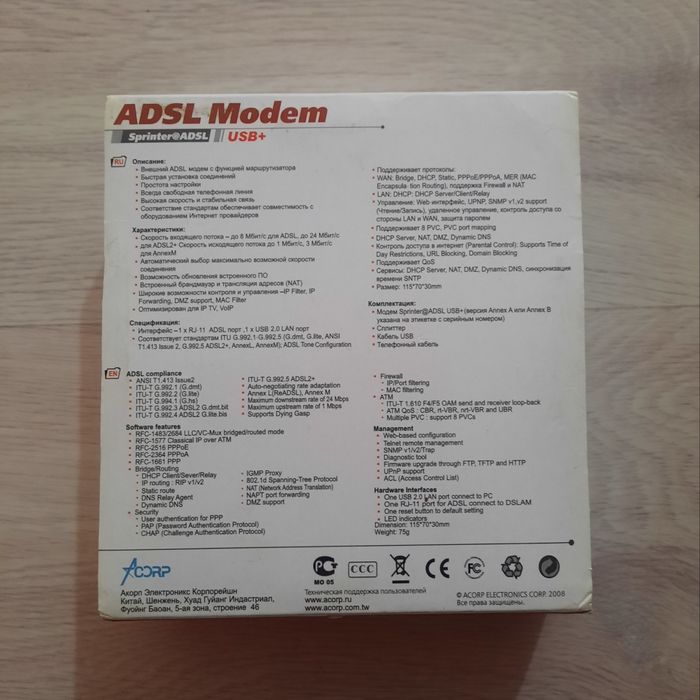 ADSL Modem
Sprinter@ADSL USB+
RU
Описание:
• Внешний ADSL модем с функцией маршрутизатора
• Быстрая установка соединений
• Простота настройки
• Всегда свободная телефонная линия
• Высокая скорость и стабильная связь
• Соответствие стандартам обеспечивает совместимость с
оборудованием Интернет провайдеров
Характеристики:
• Скорость входящего потока – до 8 Мбит/с для ADSL, до 24 Мбит/с
• для ADSL2+ Скорость исходящего потока до 1 Мбит/с, 3 Мбит/с
для AnnexM
• Автоматический выбор максимально возможной скорости
соединения
• Возможность обновления встроенного ПО
• Встроенный брандмауэр и трансляция адресов (NAT)
• Широкие возможности контроля и управления –IP Filter, IP
Forwarding, DMZ support, MAC Filter
• Оптимизирован для IP TV, VoIP
Спецификация:
• Интерфейс –1 x RJ-11 ADSL порт ,1 x USB 2.0 LAN порт
• Соответствует стандартам ITU G.992.1-G.992.5 (G.dmt, G.lite, ANSI
T1.413 Issue 2, G.992.5 ADSL2+, AnnexL, AnnexM); ADSL Tone Configuration
• Поддерживает протоколы:
• WAN: Bridge, DHCP, Static, PPPoE/PPPoA, MER (MAC
Encapsula- tion Routing), поддержка Firewall и NAT
• LAN: DHCP: DHCP Server/Client/Relay
• Управление: Web интерфейс, UPNP, SNMP v1,v2 support
(Чтение/Запись), удаленное управление, контроль доступа со
стороны LAN и WAN, защита паролем
• Поддерживает 8 PVC, PVC port mapping
• DHCP Server, NAT, DMZ, Dynamic DNS
• Контроль доступа в интернет (Parental Control): Supports Time of
Day Restrictions, URL Blocking, Domain Blocking
• Поддерживает QoS
• Сервисы: DHCP Server, NAT, DMZ, Dynamic DNS, синхронизация
времени SNTP
• Размер: 115*70*30mm
Комплектация:
• Модем Sprinter@ADSL USB+ (версия Annex A или Annex B
указана на этикетке с серийным номером)
• Сплиттер
• Кабель USB
• Телефонный кабель
EN
ADSL compliance
• ANSI T1.413 Issue2
• ITU-T G.992.1 (G.dmt)
• ITU-T G.992.2 (G.lite)
• ITU-T G.994.1 (G.hs)
• ITU-T G.992.3 ADSL2 G.dmt.bit
• ITU-T G.992.4 ADSL2 G.lite.bis
• ITU-T G.992.5 ADSL2+
• Auto-negotiating rate adaptation
• Annex L(ReADSL), Annex M
• Maximum downstream rate of 24 Mbps
• Maximum upstream rate of 1 Mbps
• Supports Dying Gasp
Software features
• RFC-1483/2684 LLC/VC-Mux bridged/routed mode
• RFC-1577 Classical IP over ATM
• RFC-2516 PPPoE
• RFC-2364 PPPoA
• RFC-1661 PPP
• Bridge/Routing
• DHCP Client/Sever/Relay
• IP routing : RIP v1/v2
• Static route
• DNS Relay Agent
• Dynamic DNS
• IGMP Proxy
• 802.1d Spanning-Tree Protocol
• NAT (Network Address Translation)
• NAPT port forwarding
• DMZ support
• Security
• User authentication for PPP
• PAP (Password Authentication Protocol)
• CHAP (Challenge Authentication Protocol)
• Firewall
• IP/Port filtering
• MAC filtering
• ATM
• ITU-T 1.610 F4/F5 OAM send and receiver loop-back
• ATM QoS : CBR, rt-VBR, nrt-VBR and UBR
• Multiple PVC : support 8 PVCs
Management
• Web-based configuration
• Telnet remote management
• SNMP v1/v2/Trap
• Diagnostic tool
• Firmware upgrade through FTP, TFTP and HTTP
• UPnP support
• ACL (Access Control List)
Hardware Interfaces
• One USB 2.0 LAN port connect to PC
• One RJ-11 port for ADSL connect to DSLAM
• One reset button to default setting
• LED indicators
Dimension: 115*70*30mm
Weight: 75g
ACORP
Акорп Электроникс Корпорейшн
Китай, Шенжень, Худ Гуйанг Индастриал,
Фуойнг Баоан, 5-ая зона, строение 46
МО 05
CCC
CE
FC
Техническая поддержка пользователей
www.acorp.ru
www.acorp.com.tw
© ACORP ELECTRONICS CORP. 2008
Все права защищены.